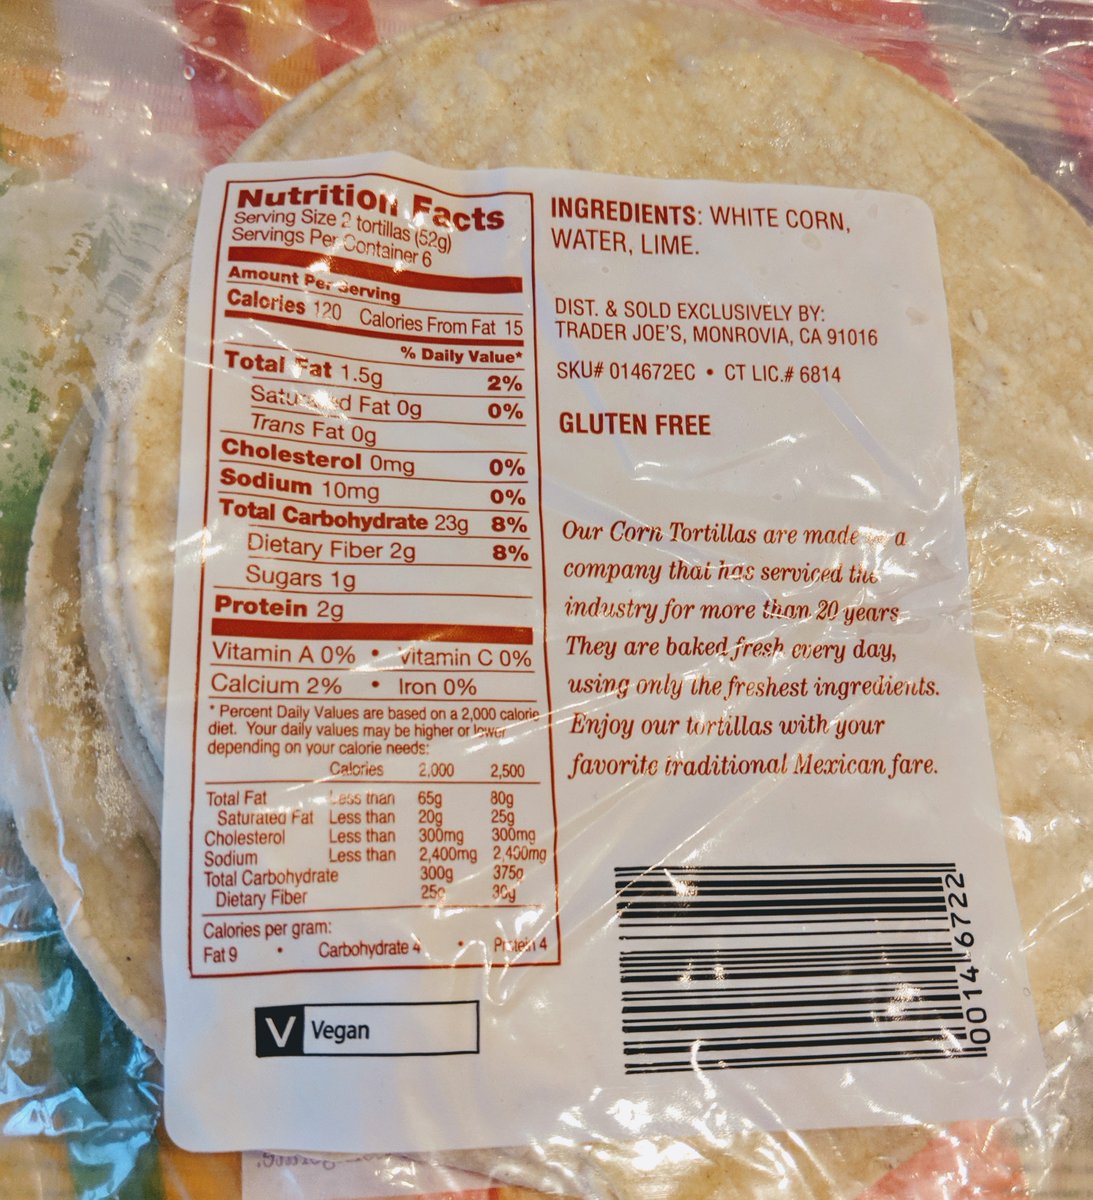 Nutrition Facts
Serving Size 2 tortillas (52g)
Servings Per Container 6
Amount Per Serving
Calories 120 Calories From Fat 15
% Daily Value*
Total Fat 1.5g 2%
Saturated Fat 0g 0%
Trans Fat 0g
Cholesterol 0mg 0%
Sodium 10mg 0%
Total Carbohydrate 23g 8%
Dietary Fiber 2g 8%
Sugars 1g
Protein 2g
Vitamin A 0% • Vitamin C 0%
Calcium 2% • Iron 0%
* Percent Daily Values are based on a 2,000 calorie
diet. Your daily values may be higher or lower
depending on your calorie needs:
Calories 2,000 2,500
Total Fat Less than 65g 80g
Saturated Fat Less than 20g 25g
Cholesterol Less than 300mg 300mg
Sodium Less than 2,400mg 2,400mg
Total Carbohydrate 300g 375g
Dietary Fiber 25g 30g
Calories per gram:
Fat 9 • Carbohydrate 4 • Protein 4
V Vegan
INGREDIENTS: WHITE CORN,
WATER, LIME.
DIST. & SOLD EXCLUSIVELY BY:
TRADER JOE'S, MONROVIA, CA 91016
SKU# 014672EC • CT LIC.# 6814
GLUTEN FREE
Our Corn Tortillas are made by a
company that has serviced the
industry for more than 20 years.
They are baked fresh every day,
using only the freshest ingredients.
Enjoy our tortillas with your
favorite traditional Mexican fare.
0014 6722